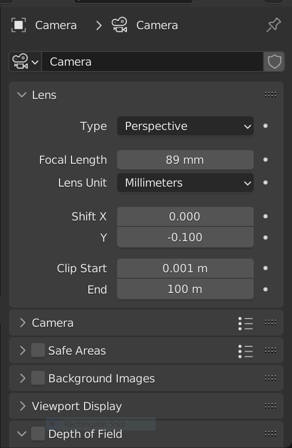 Camera > Camera
Camera
Lens
Type Perspective
Focal Length 89 mm
Lens Unit Millimeters
Shift X 0.000
Y -0.100
Clip Start 0.001 m
End 100 m
Camera
Safe Areas
Background Images
Viewport Display
Depth of Field